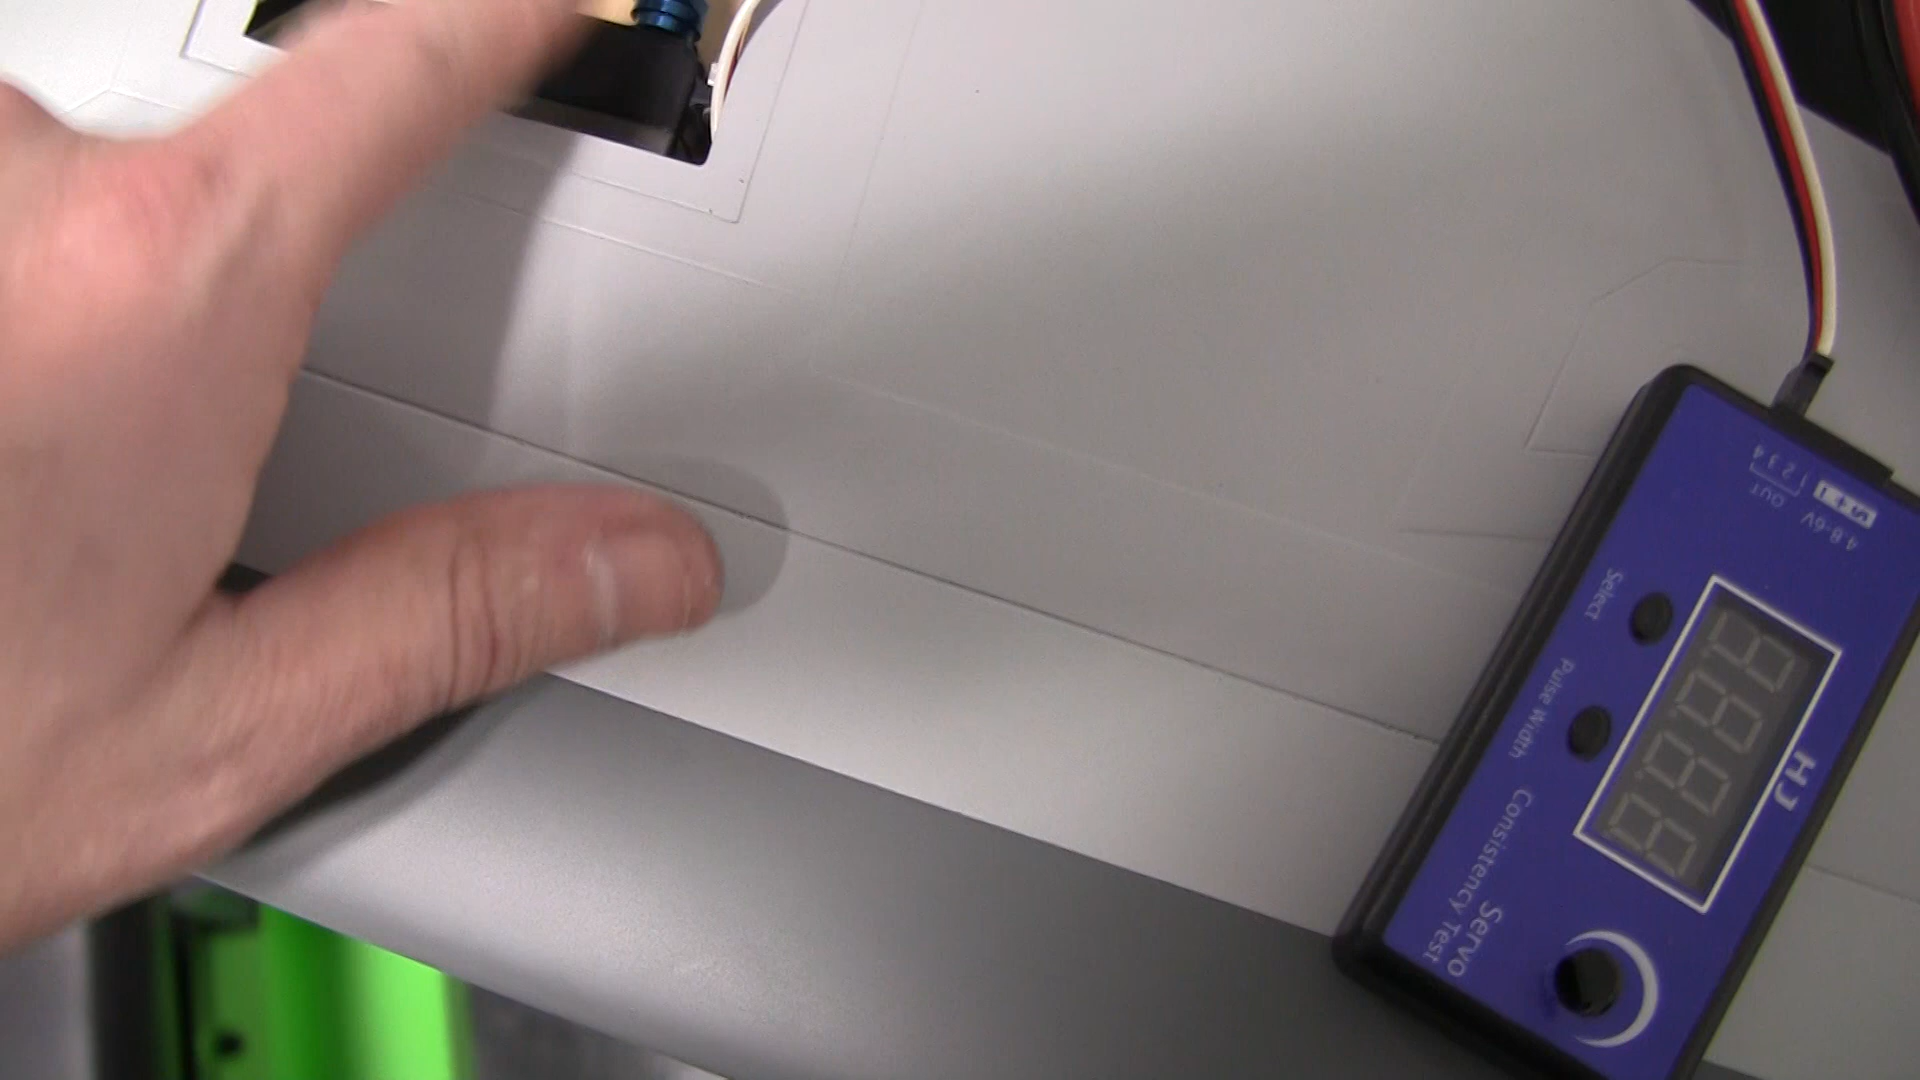 HJ
4.8-6V
S + -
OUT
1 2 3 4
Select
Pulse Width
Servo
Consistency Test